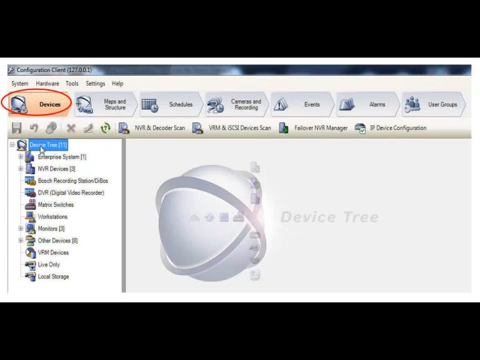 Configuration Client (127.0.0.1)
System Hardware Tools Settings Help
Devices Maps and Structure Schedules Cameras and Recording Events Alarms User Groups
NVR & Decoder Scan VRM & iSCSI Devices Scan Failover NVR Manager IP Device Configuration
Device Tree [11]
Enterprise System [1]
NVR Devices [3]
Bosch Recording Station/DiBos
DVR (Digital Video Recorder)
Matrix Switches
Workstations
Monitors [3]
Other Devices [8]
VRM Devices
Live Only
Local Storage
Device Tree